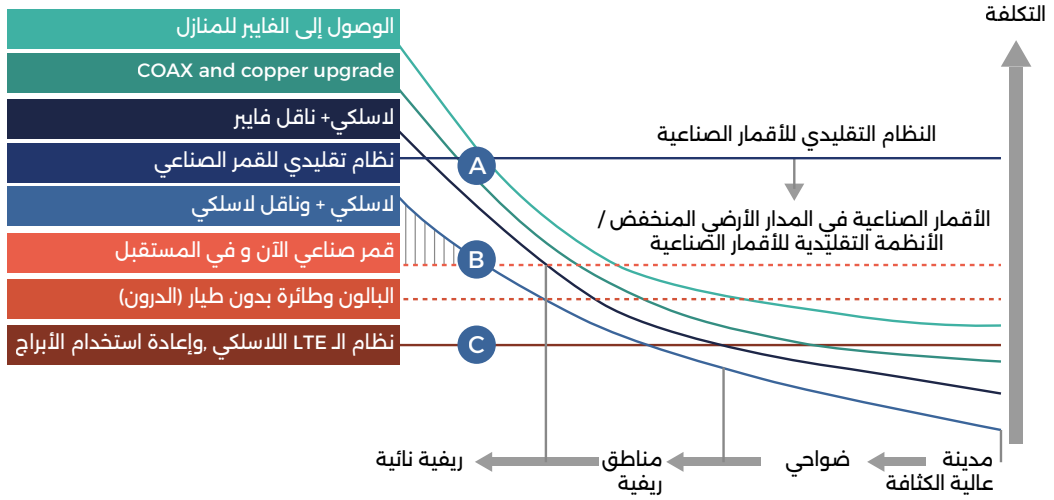 التكلفة
الوصول إلى الفايبر للمنازل
COAX and copper upgrade
لاسلكي+ ناقل فايبر
نظام تقليدي للقمر الصناعي
لاسلكي + وناقل لاسلكي
قمر صناعي الآن و في المستقبل
البالون وطائرة بدون طيار (الدرون)
نظام الـ LTE اللاسلكي ,وإعادة استخدام الأبراج
A
B
C
النظام التقليدي للأقمار الصناعية
الأقمار الصناعية في المدار الأرضي المنخفض /
الأنظمة التقليدية للأقمار الصناعية
مدينة
عالية الكثافة
ضواحي
مناطق
ريفية
ريفية نائية